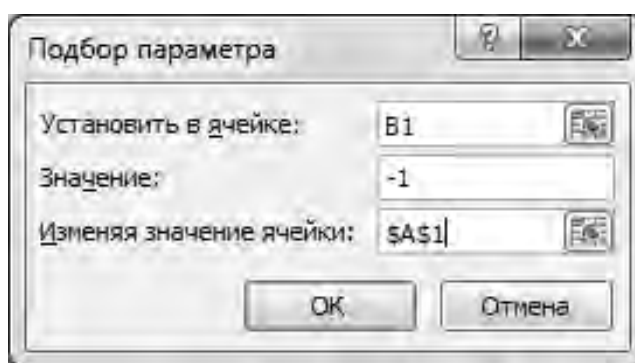 Подбор параметра
Установить в ячейке: B1
Значение: -1
Изменяя значение ячейки: $A$1
ОК Отмена